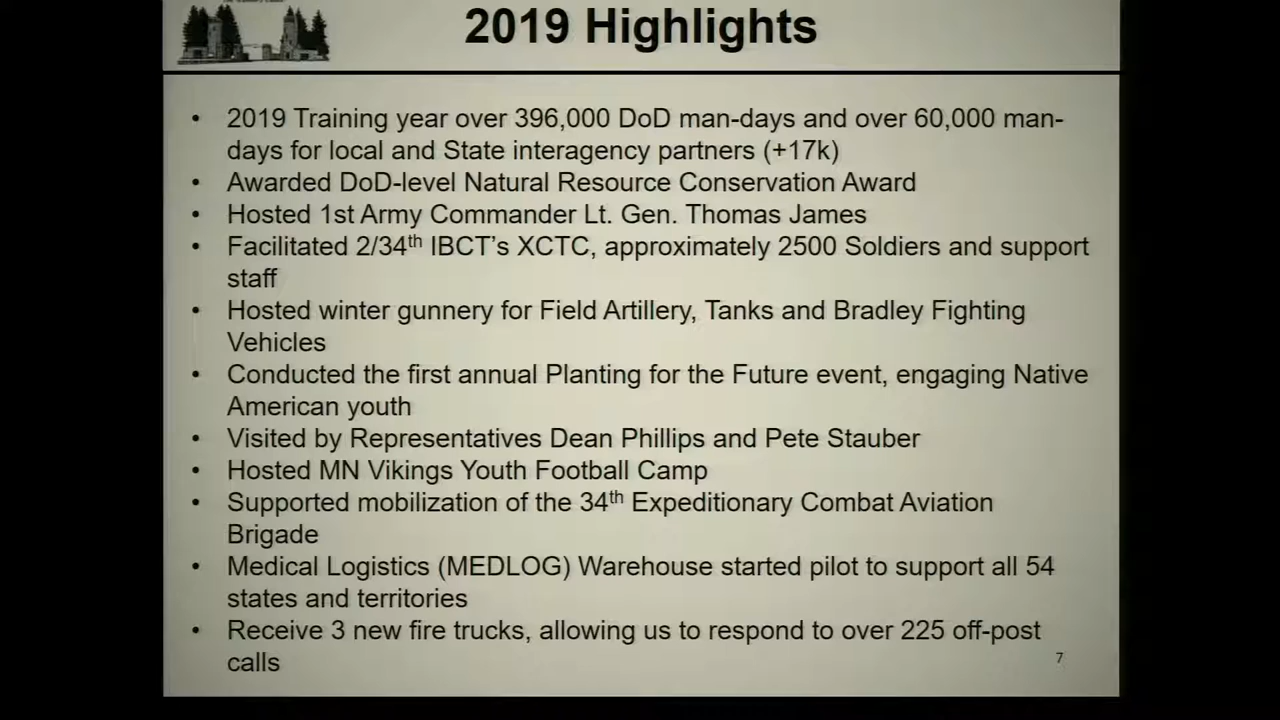 2019 Highlights
• 2019 Training year over 396,000 DoD man-days and over 60,000 man-
days for local and State interagency partners (+17k)
• Awarded DoD-level Natural Resource Conservation Award
• Hosted 1st Army Commander Lt. Gen. Thomas James
• Facilitated 2/34th IBCT’s XCTC, approximately 2500 Soldiers and support
staff
• Hosted winter gunnery for Field Artillery, Tanks and Bradley Fighting
Vehicles
• Conducted the first annual Planting for the Future event, engaging Native
American youth
• Visited by Representatives Dean Phillips and Pete Stauber
• Hosted MN Vikings Youth Football Camp
• Supported mobilization of the 34th Expeditionary Combat Aviation
Brigade
• Medical Logistics (MEDLOG) Warehouse started pilot to support all 54
states and territories
• Receive 3 new fire trucks, allowing us to respond to over 225 off-post
calls
7